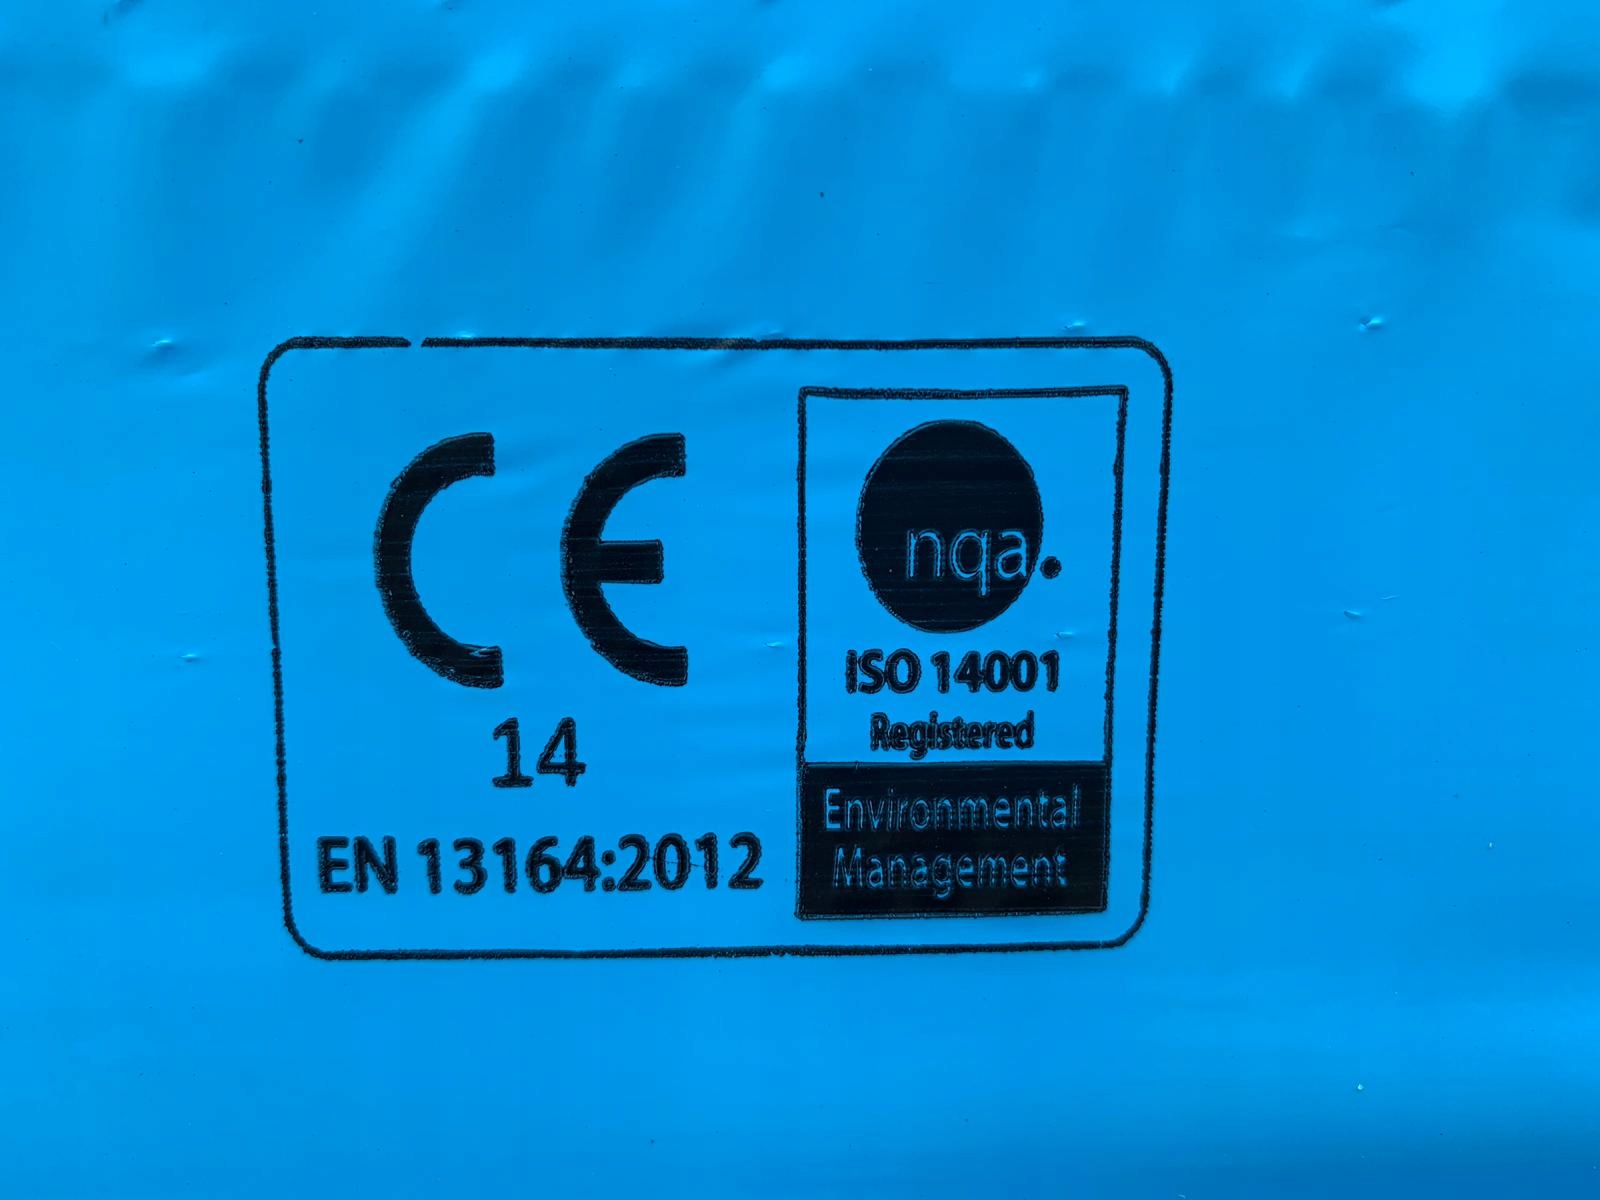 CE
14
EN 13164:2012
nqa.
ISO 14001
Registered
Environmental
Management